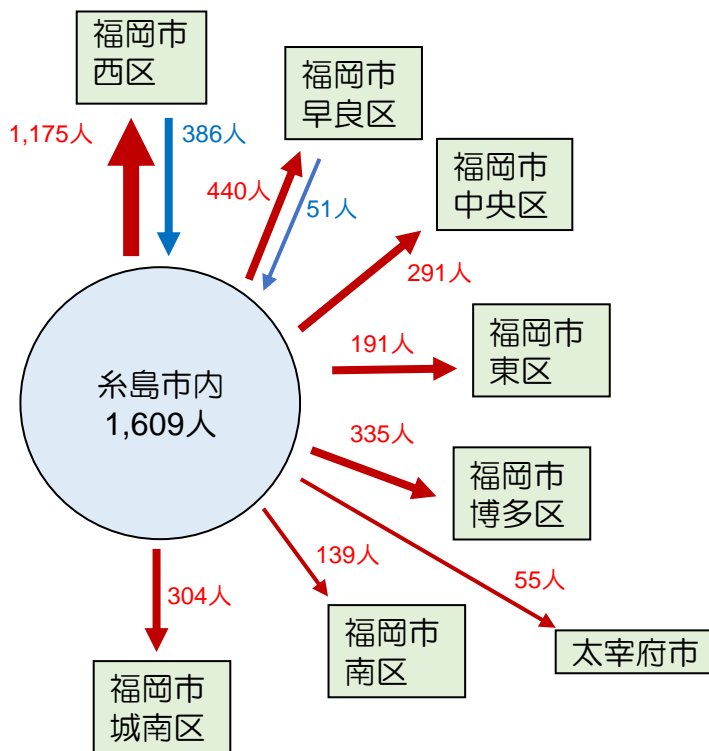 福岡市
西区
1,175人
386人
福岡市
早良区
440人
51人
福岡市
中央区
291人
福岡市
東区
191人
糸島市内
1,609人
335人
福岡市
博多区
139人
55人
304人
福岡市
南区
太宰府市
福岡市
城南区